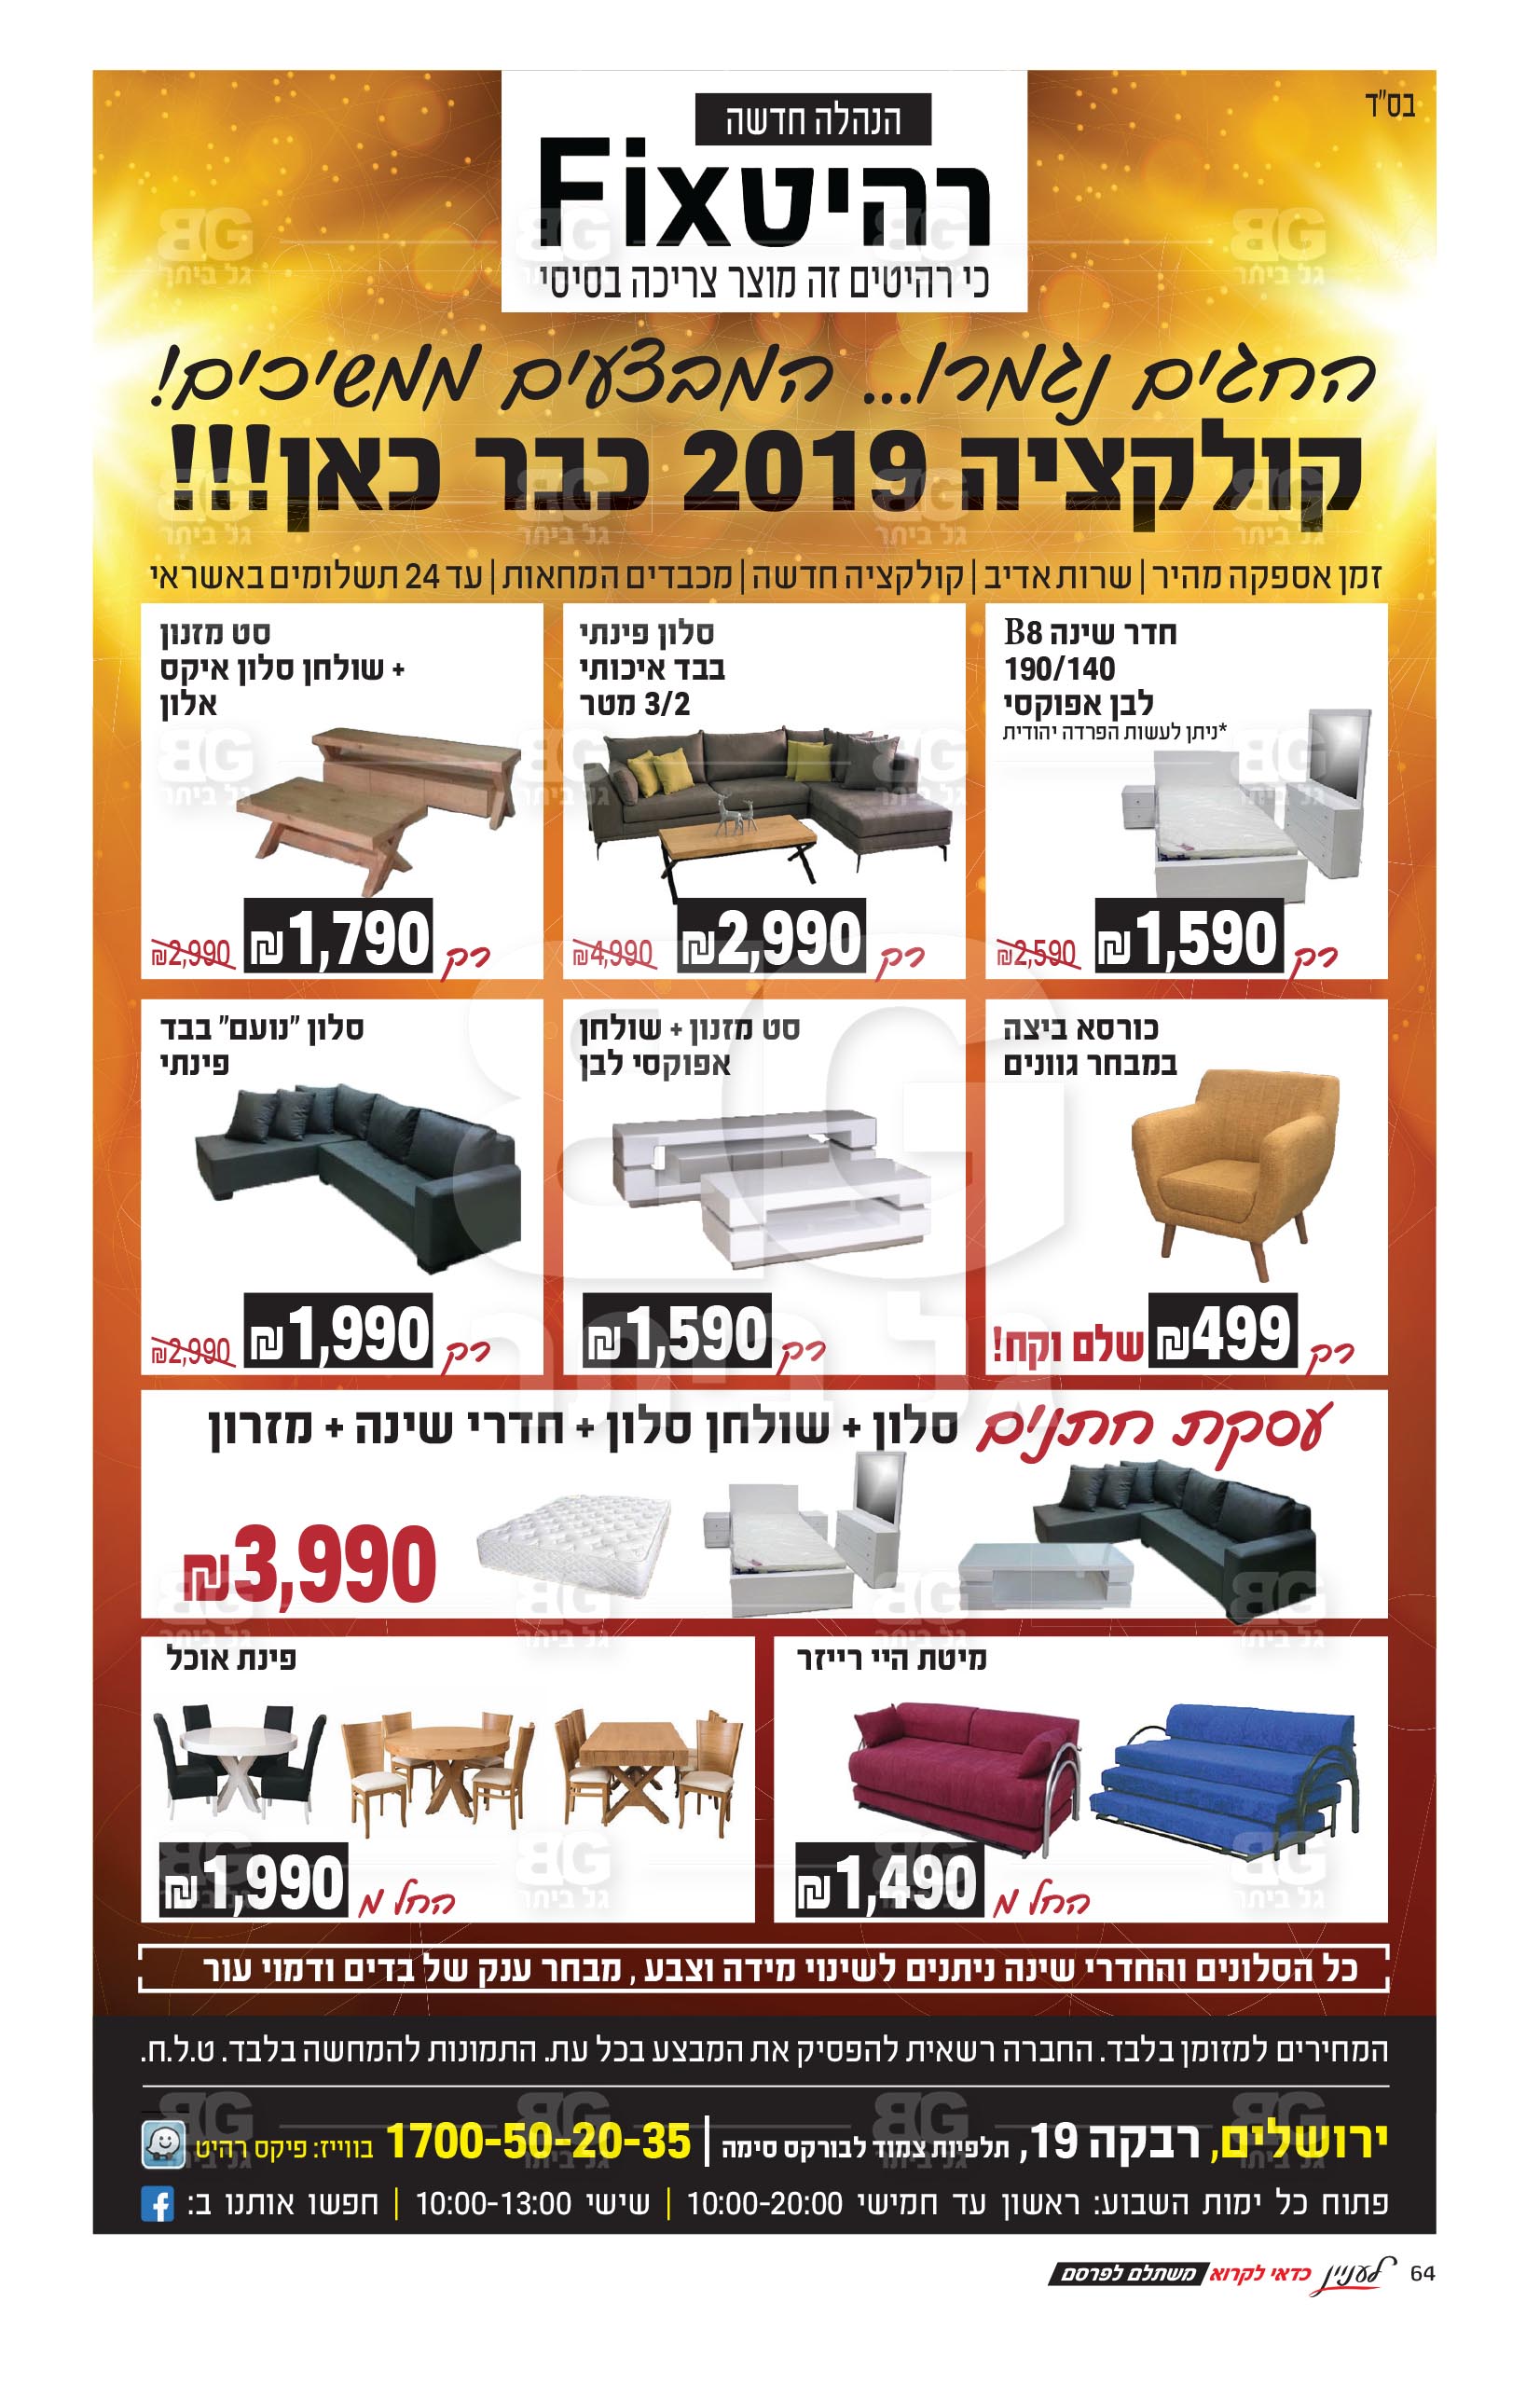 בס"ד
הנהלה חדשה
רהיטFix
כי רהיטים זה מוצר צריכה בסיסי
החגים נגמרו... המבצעים ממשיכים!
קולקציה 2019 כבר כאן!!!
זמן אספקה מהיר | שרות אדיב | קולקציה חדשה | מכבדים המחאות | עד 24 תשלומים באשראי
חדר שינה B8
190/140
לבן אפוקסי
*ניתן לעשות הפרדה יהודית
רק 1,590₪ 2,590₪
סלון פינתי
בבד איכותי
3/2 מטר
רק 2,990₪ 4,990₪
סט מזנון
+ שולחן סלון איקס
אלון
רק 1,790₪ 2,990₪
כורסא ביצה
במבחר גוונים
רק 499₪ שלם וקח!
סט מזנון + שולחן
אפוקסי לבן
רק 1,590₪
סלון "נועם" בבד
פינתי
רק 1,990₪ 2,990₪
עסקת חתנים סלון + שולחן סלון + חדרי שינה + מזרון
3,990₪
מיטת היי רייזר
החל מ 1,490₪
פינת אוכל
החל מ 1,990₪
כל הסלונים והחדרי שינה ניתנים לשינוי מידה וצבע , מבחר ענק של בדים ודמוי עור
המחירים למזומן בלבד. החברה רשאית להפסיק את המבצע בכל עת. התמונות להמחשה בלבד. ט.ל.ח.
ירושלים, רבקה 19, תלפיות צמוד לבורקס סימה | 1700-50-20-35 בווייז: פיקס רהיט
פתוח כל ימות השבוע: ראשון עד חמישי 10:00-20:00 | שישי 10:00-13:00 | חפשו אותנו ב:
64 לעניין כדאי לקרוא משתלם לפרסם
BG
גל ביתר